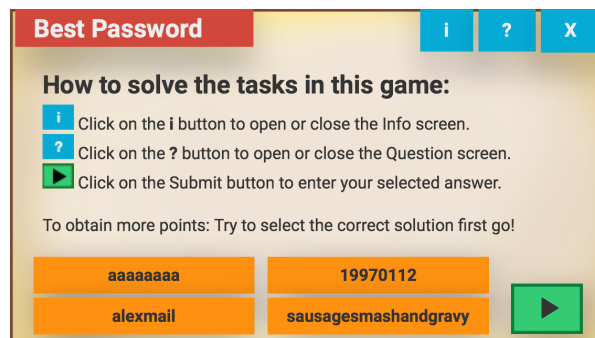 Best Password
i ? X
How to solve the tasks in this game:
i Click on the i button to open or close the Info screen.
? Click on the ? button to open or close the Question screen.
Click on the Submit button to enter your selected answer.
To obtain more points: Try to select the correct solution first go!
aaaaaaaa 19970112
alexmail sausagesmashandgravy